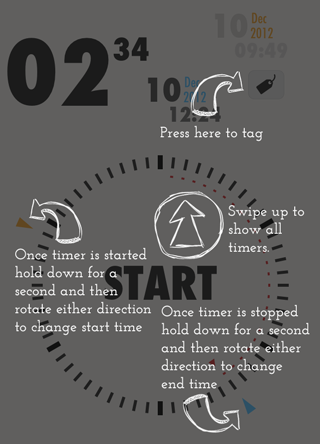 10 Dec
2012
09:49
02 34
10 Dec
2012
12:24
Press here to tag
Swipe up to
show all
timers.
Once timer is started
hold down for a
second and then
rotate either direction
to change start time
START
Once timer is stopped
hold down for a second
and then rotate either
direction to change
end time